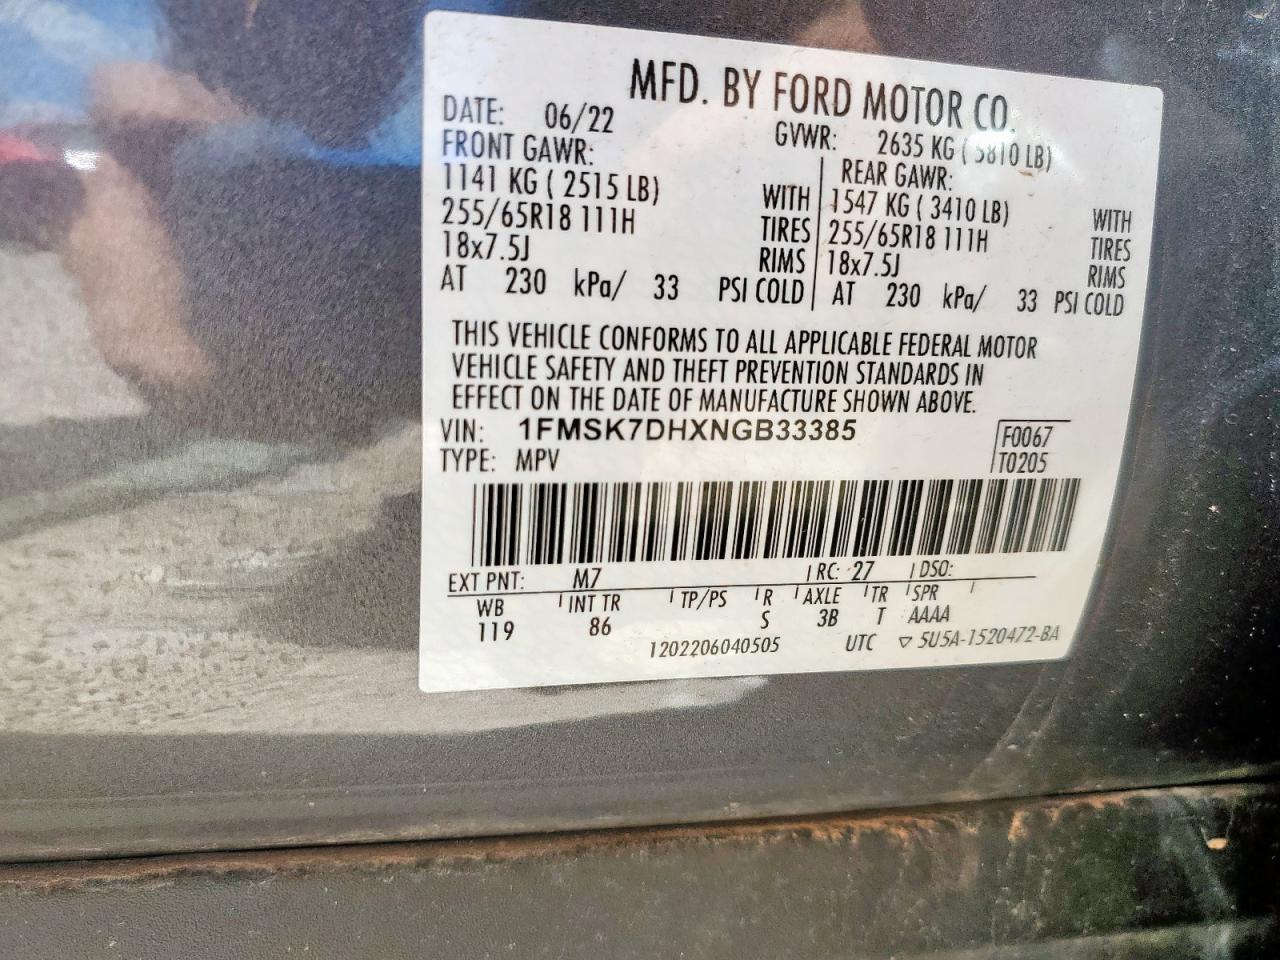 MFD. BY FORD MOTOR CO.
DATE: 06/22 GVWR: 2635 KG ( 5810 LB)
FRONT GAWR: REAR GAWR:
1141 KG ( 2515 LB) WITH 1547 KG ( 3410 LB) WITH
255/65R18 111H TIRES 255/65R18 111H TIRES
18x7.5J RIMS 18x7.5J RIMS
AT 230 kPa/ 33 PSI COLD AT 230 kPa/ 33 PSI COLD
THIS VEHICLE CONFORMS TO ALL APPLICABLE FEDERAL MOTOR
VEHICLE SAFETY AND THEFT PREVENTION STANDARDS IN
EFFECT ON THE DATE OF MANUFACTURE SHOWN ABOVE.
VIN: 1FMSK7DHXNGB33385 F0067
TYPE: MPV T0205
EXT PNT: M7 RC: 27 DSO:
WB INT TR TP/PS R AXLE TR SPR
119 86 S 3B T AAAA
1202206040505 UTC ▽ 5U5A-1520472-BA